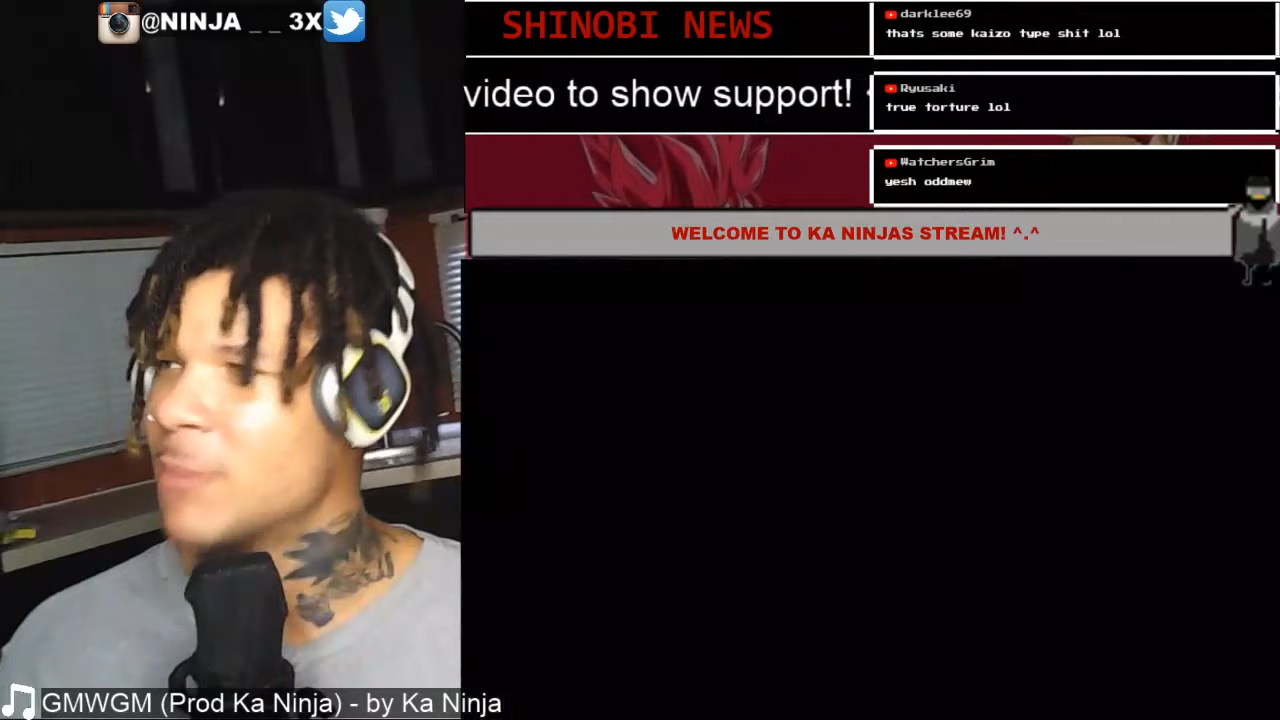 @NINJA _ _ 3X
SHINOBI NEWS
video to show support!
darklee69
thats some kaizo type shit lol
Ryusaki
true torture lol
WatchersGrim
yesh oddmew
WELCOME TO KA NINJAS STREAM! ^.^
GMWGM (Prod Ka Ninja) - by Ka Ninja